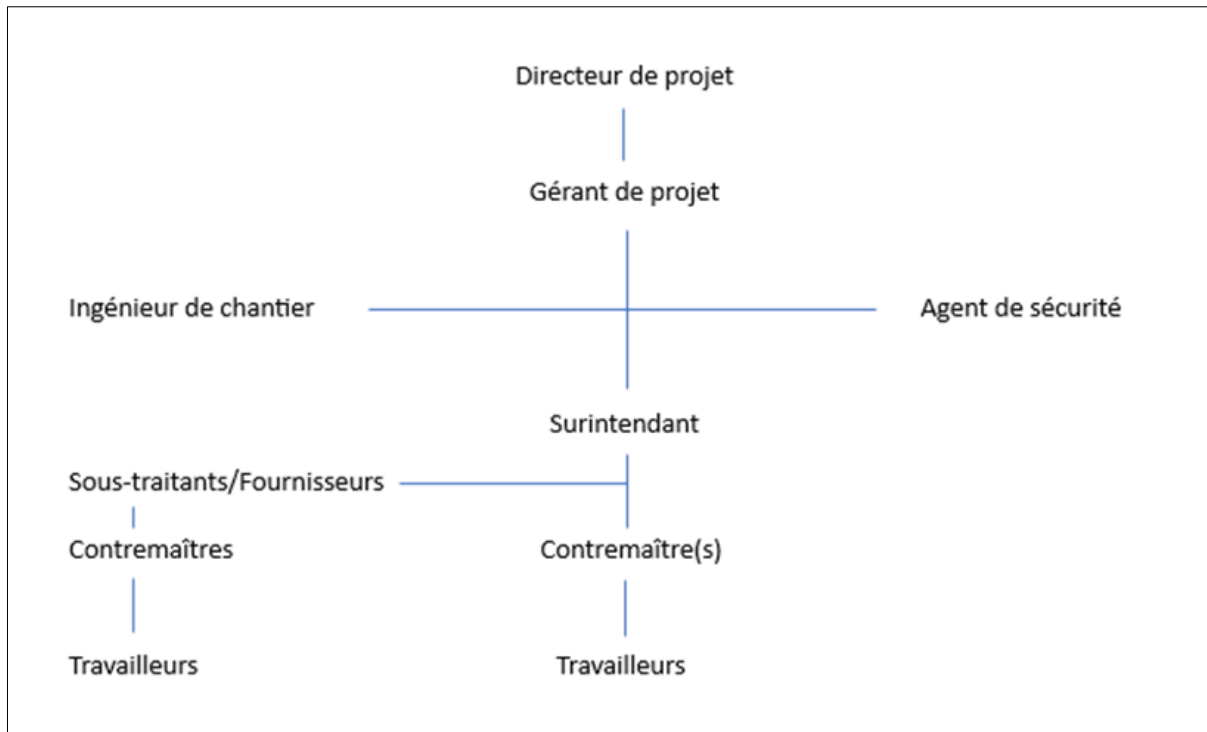 Directeur de projet
Gérant de projet
Ingénieur de chantier
Agent de sécurité
Surintendant
Sous-traitants/Fournisseurs
Contremaîtres
Contremaître(s)
Travailleurs
Travailleurs